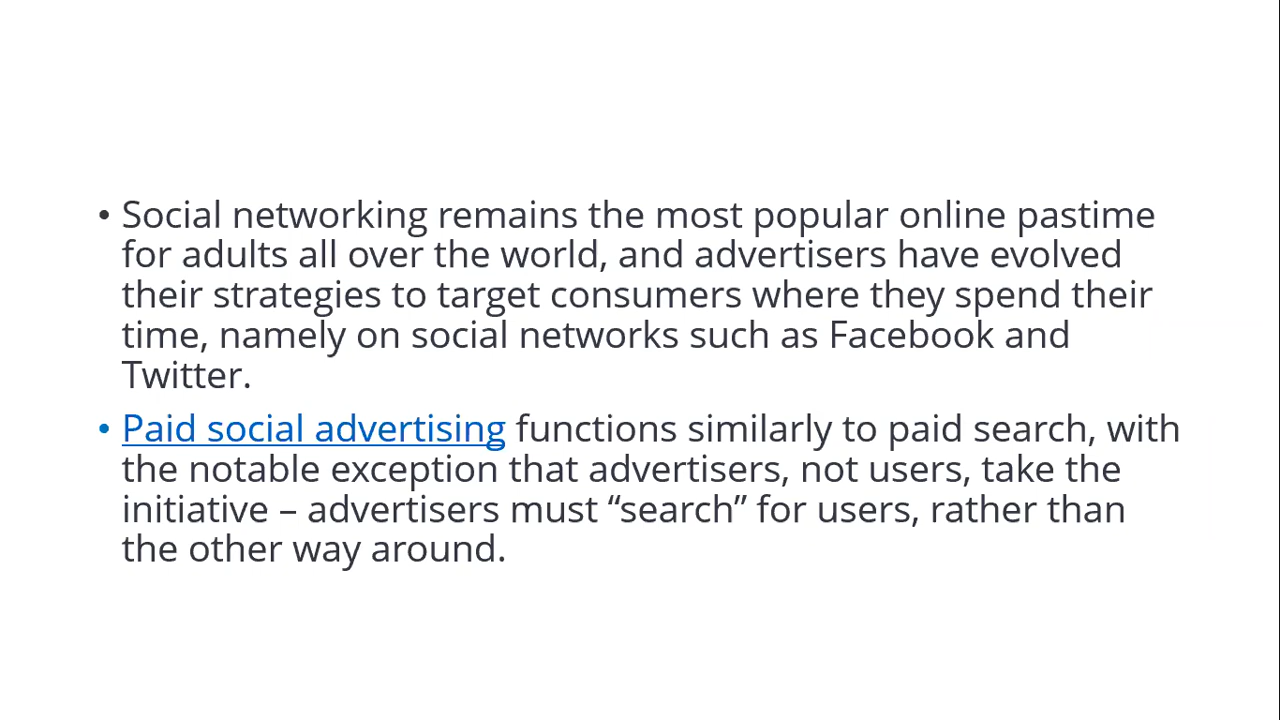 • Social networking remains the most popular online pastime
for adults all over the world, and advertisers have evolved
their strategies to target consumers where they spend their
time, namely on social networks such as Facebook and
Twitter.
• Paid social advertising functions similarly to paid search, with
the notable exception that advertisers, not users, take the
initiative – advertisers must “search” for users, rather than
the other way around.